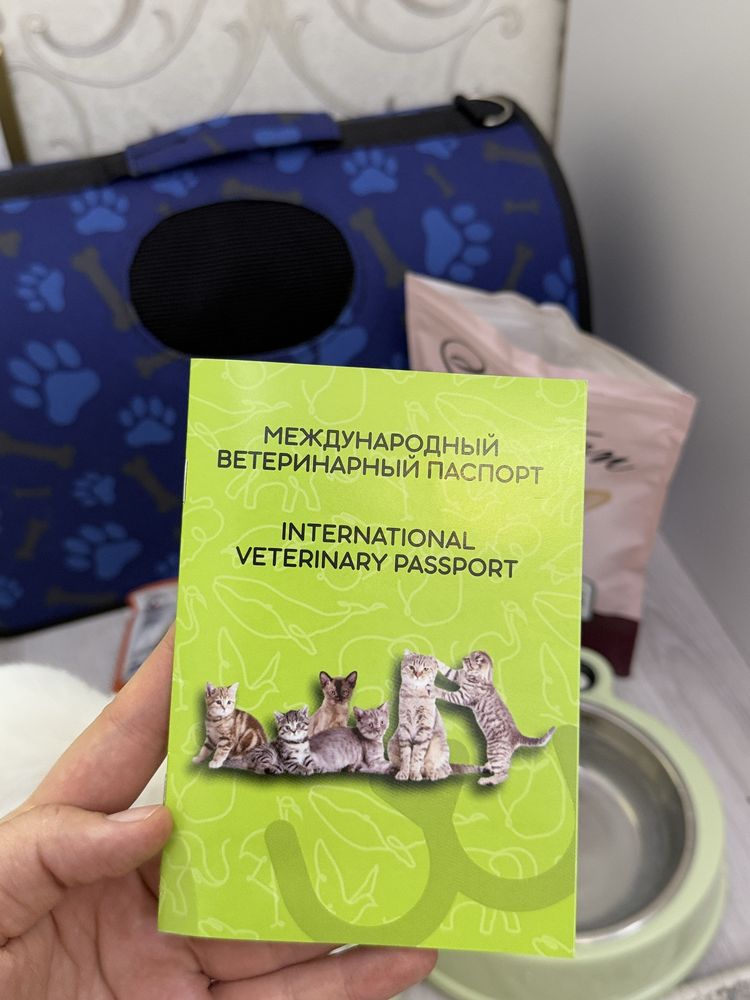 МЕЖДУНАРОДНЫЙ
ВЕТЕРИНАРНЫЙ ПАСПОРТ
INTERNATIONAL
VETERINARY PASSPORT